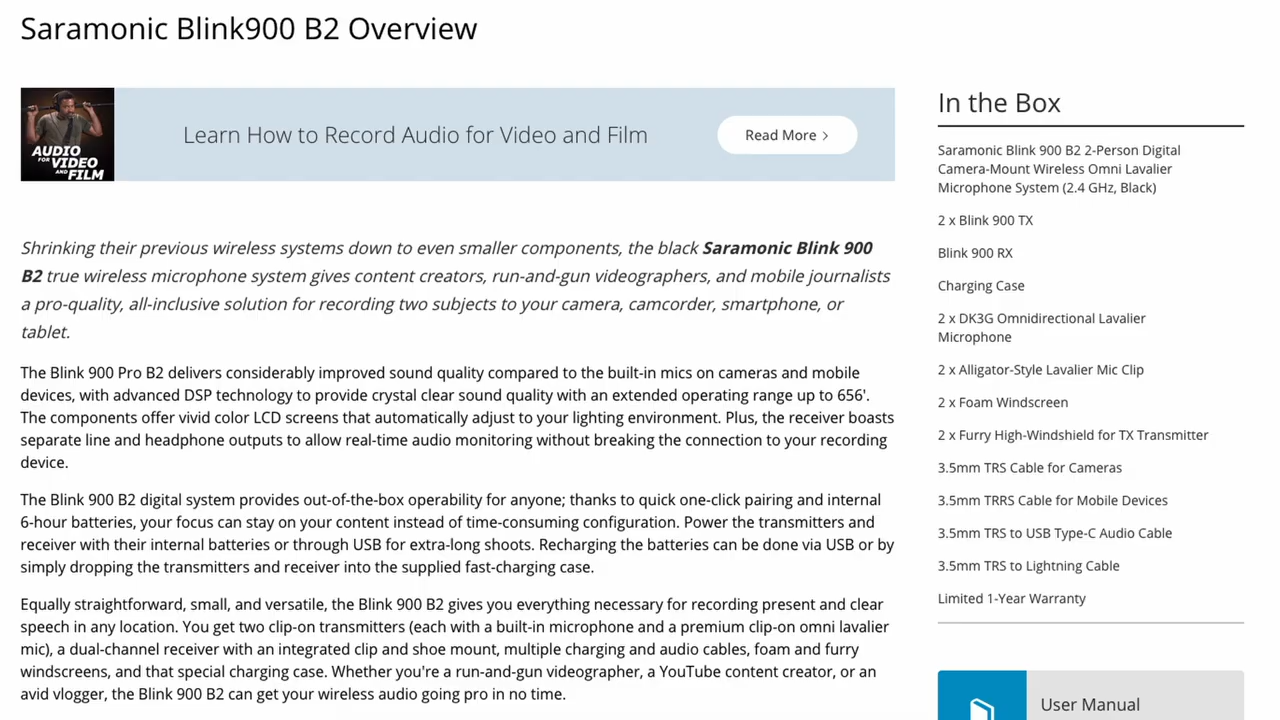 Saramonic Blink900 B2 Overview
AUDIO
FOR VIDEO
AND FILM
Learn How to Record Audio for Video and Film
Read More >
Shrinking their previous wireless systems down to even smaller components, the black Saramonic Blink 900
B2 true wireless microphone system gives content creators, run-and-gun videographers, and mobile journalists
a pro-quality, all-inclusive solution for recording two subjects to your camera, camcorder, smartphone, or
tablet.
The Blink 900 Pro B2 delivers considerably improved sound quality compared to the built-in mics on cameras and mobile
devices, with advanced DSP technology to provide crystal clear sound quality with an extended operating range up to 656'.
The components offer vivid color LCD screens that automatically adjust to your lighting environment. Plus, the receiver boasts
separate line and headphone outputs to allow real-time audio monitoring without breaking the connection to your recording
device.
The Blink 900 B2 digital system provides out-of-the-box operability for anyone; thanks to quick one-click pairing and internal
6-hour batteries, your focus can stay on your content instead of time-consuming configuration. Power the transmitters and
receiver with their internal batteries or through USB for extra-long shoots. Recharging the batteries can be done via USB or by
simply dropping the transmitters and receiver into the supplied fast-charging case.
Equally straightforward, small, and versatile, the Blink 900 B2 gives you everything necessary for recording present and clear
speech in any location. You get two clip-on transmitters (each with a built-in microphone and a premium clip-on omni lavalier
mic), a dual-channel receiver with an integrated clip and shoe mount, multiple charging and audio cables, foam and furry
windscreens, and that special charging case. Whether you're a run-and-gun videographer, a YouTube content creator, or an
avid vlogger, the Blink 900 B2 can get your wireless audio going pro in no time.
In the Box
Saramonic Blink 900 B2 2-Person Digital
Camera-Mount Wireless Omni Lavalier
Microphone System (2.4 GHz, Black)
2 x Blink 900 TX
Blink 900 RX
Charging Case
2 x DK3G Omnidirectional Lavalier
Microphone
2 x Alligator-Style Lavalier Mic Clip
2 x Foam Windscreen
2 x Furry High-Windshield for TX Transmitter
3.5mm TRS Cable for Cameras
3.5mm TRRS Cable for Mobile Devices
3.5mm TRS to USB Type-C Audio Cable
3.5mm TRS to Lightning Cable
Limited 1-Year Warranty
User Manual